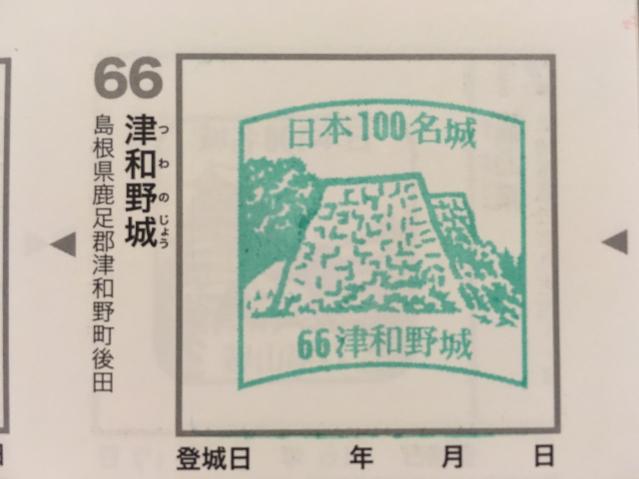 66
津和野城
つわのじょう
島根県鹿足郡津和野町後田
日本100名城
66津和野城
登城日 年 月 日